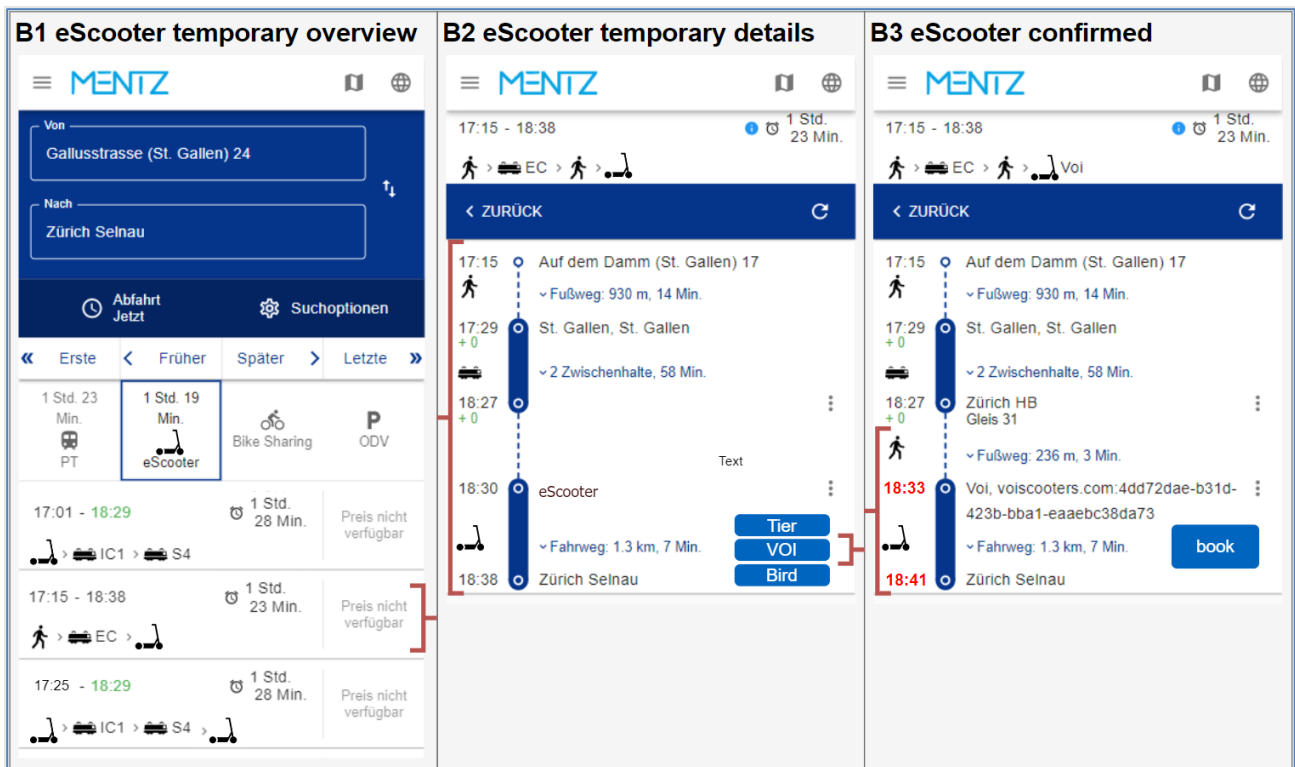 B1 eScooter temporary overview
MENTZ
Von
Gallusstrasse (St. Gallen) 24
Nach
Zürich Selnau
Abfahrt
Jetzt
Suchoptionen
« Erste
< Früher
Später >
Letzte »
1 Std. 23
Min.
PT
1 Std. 19
Min.
eScooter
Bike Sharing
P
ODV
17:01 - 18:29
1 Std.
28 Min.
Preis nicht
verfügbar
> IC1 > S4
17:15 - 18:38
1 Std.
23 Min.
Preis nicht
verfügbar
> EC >
17:25 - 18:29
1 Std.
28 Min.
Preis nicht
verfügbar
> IC1 > S4 >
B2 eScooter temporary details
MENTZ
17:15 - 18:38
1 Std.
23 Min.
> EC > >
< ZURÜCK
17:15 Auf dem Damm (St. Gallen) 17
Fußweg: 930 m, 14 Min.
17:29 St. Gallen, St. Gallen
+ 0
2 Zwischenhalte, 58 Min.
18:27
+ 0
Text
18:30 eScooter
Tier
Fahrweg: 1.3 km, 7 Min.
VOI
Bird
18:38 Zürich Selnau
B3 eScooter confirmed
MENTZ
17:15 - 18:38
1 Std.
23 Min.
> EC > > Voi
< ZURÜCK
17:15 Auf dem Damm (St. Gallen) 17
Fußweg: 930 m, 14 Min.
17:29 St. Gallen, St. Gallen
+ 0
2 Zwischenhalte, 58 Min.
18:27 Zürich HB
+ 0 Gleis 31
Fußweg: 236 m, 3 Min.
18:33 Voi, voiscooters.com:4dd72dae-b31d-
423b-bba1-eaaebc38da73
Fahrweg: 1.3 km, 7 Min.
book
18:41 Zürich Selnau